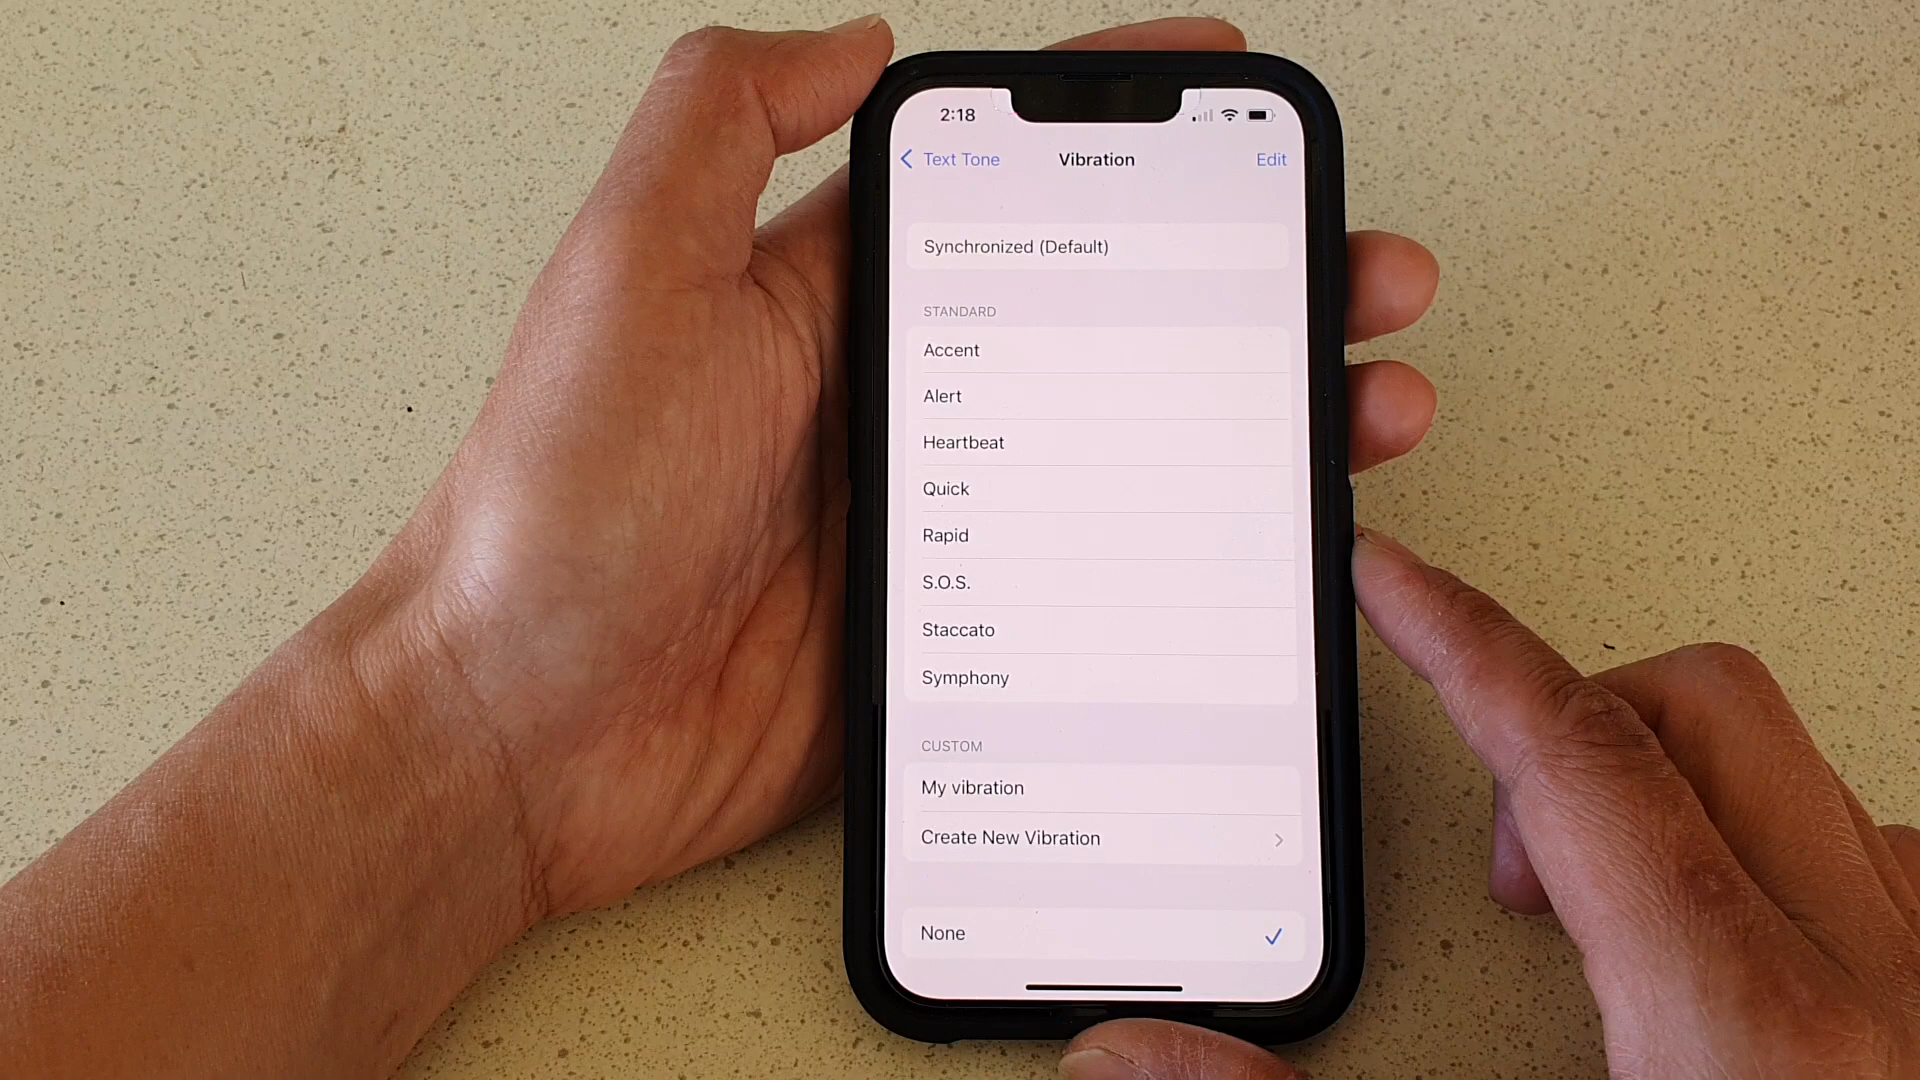 2:18
Text Tone Vibration Edit
Synchronized (Default)
STANDARD
Accent
Alert
Heartbeat
Quick
Rapid
S.O.S.
Staccato
Symphony
CUSTOM
My vibration
Create New Vibration
None